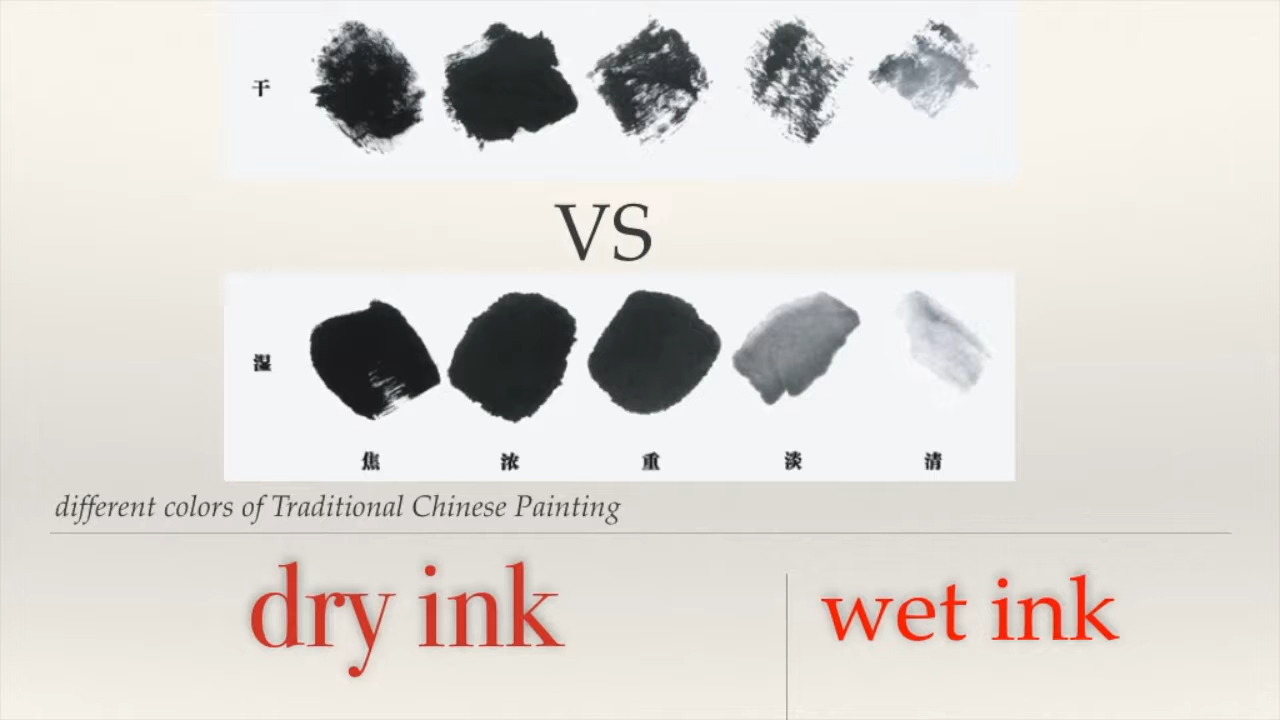 干
VS
湿
焦 浓 重 淡 清
different colors of Traditional Chinese Painting
dry ink
wet ink